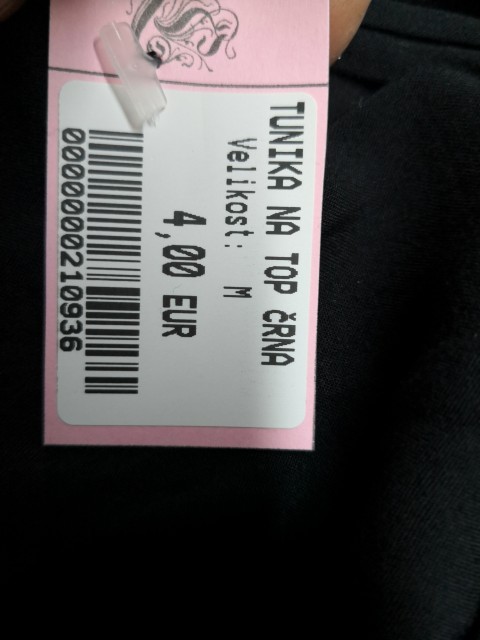 TUNIKA NA TOP ČRNA
Velikost: M
4,00 EUR
0000000210936